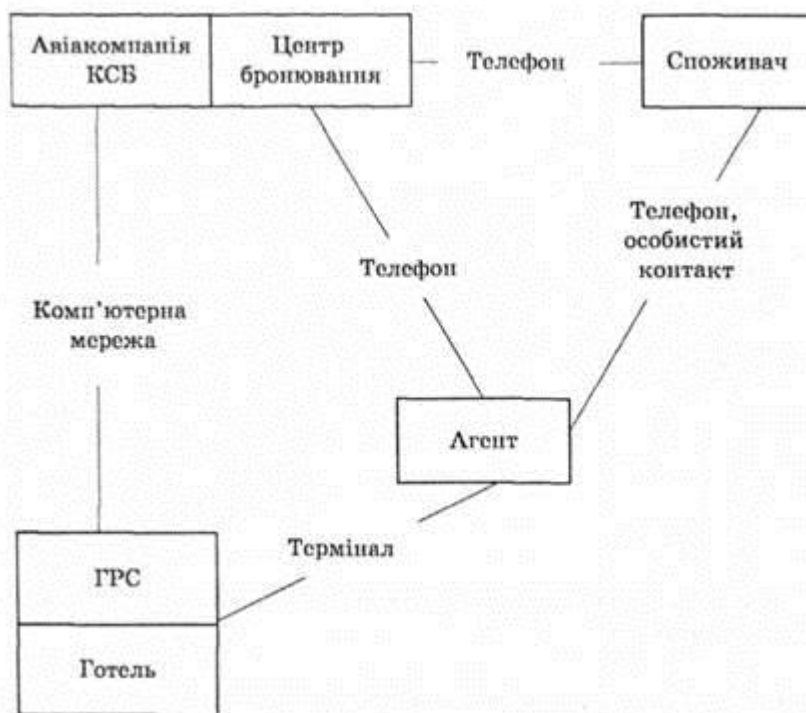 Авіакомпанія
КСБ
Центр
бронювання
Телефон
Споживач
Телефон,
особистий
контакт
Телефон
Комп’ютерна
мережа
Агент
Термінал
ГРС
Готель